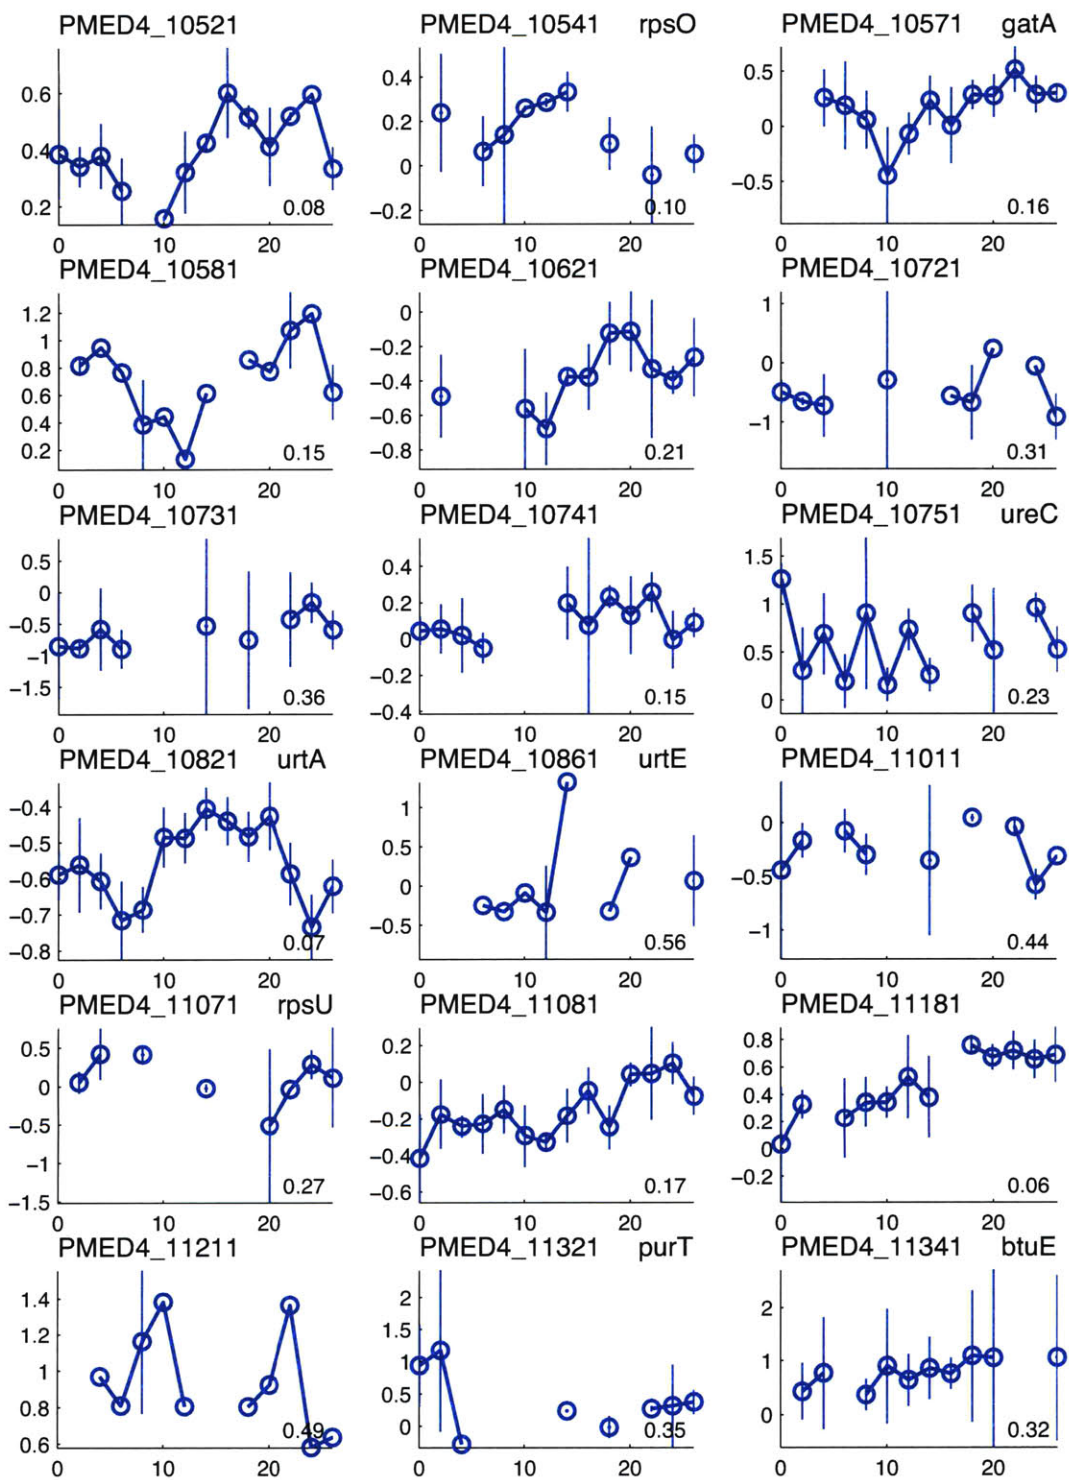 PMED4_10521 PMED4_10541 rpsO PMED4_10571 gatA
0.6 0.4 0.2 0.08 0 20
0.4 0.2 0 −0.2 0.10 0 20
0.5 0 −0.5 0.16 0 10 20
PMED4_10581 PMED4_10621 PMED4_10721
1.2 1 0.8 0.6 0.4 0.2 0.15 0 20
0 −0.2 −0.4 −0.6 −0.8 0.21 0 20
1 0 −1 0.31 0 10 20
PMED4_10731 PMED4_10741 PMED4_10751 ureC
0.5 0 −0.5 −1 −1.5 0.36 0 20
0.4 0.2 0 −0.2 −0.4 0.15 0 20
1.5 1 0.5 0 0.23 0 10 20
PMED4_10821 urtA PMED4_10861 urtE PMED4_11011
−0.4 −0.5 −0.6 −0.7 −0.8 0.07 0 20
1 0.5 0 −0.5 0.56 0 20
0 −0.5 −1 0.44 0 10 20
PMED4_11071 rpsU PMED4_11081 PMED4_11181
0.5 0 −0.5 −1 −1.5 0.27 0 20
0.2 0 −0.2 −0.4 −0.6 0.17 0 20
0.8 0.6 0.4 0.2 0 −0.2 0.06 0 10 20
PMED4_11211 PMED4_11321 purT PMED4_11341 btuE
1.4 1.2 1 0.8 0.6 0.49 0 20
2 1.5 1 0.5 0 0.35 0 20
2 1 0 0.32 0 10 20